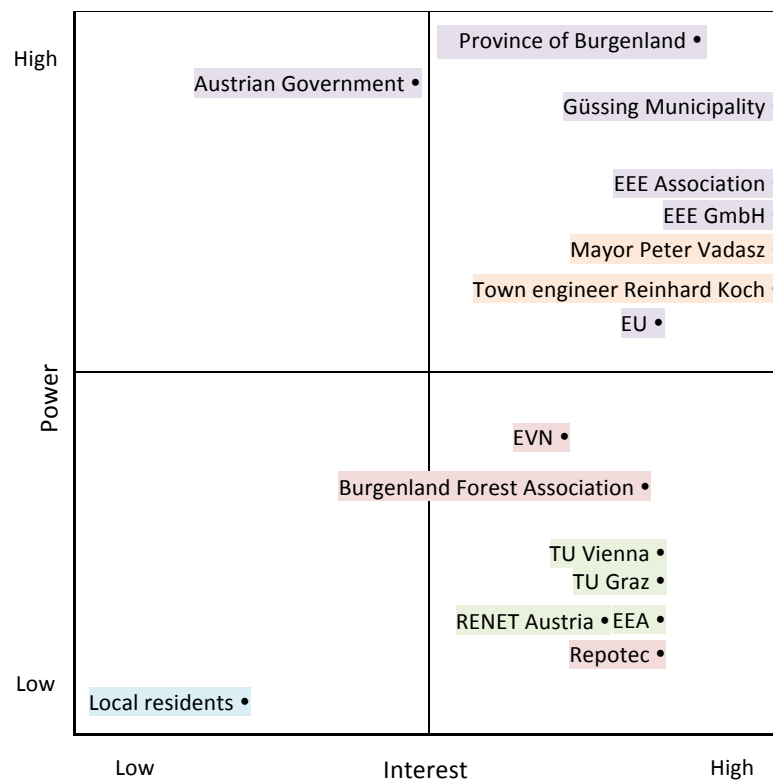 High
Province of Burgenland •
Austrian Government •
Güssing Municipality •
EEE Association •
EEE GmbH •
Mayor Peter Vadasz •
Town engineer Reinhard Koch •
EU •
Power
EVN •
Burgenland Forest Association •
TU Vienna •
TU Graz •
RENET Austria • EEA •
Repotec •
Low
Local residents •
Low Interest High